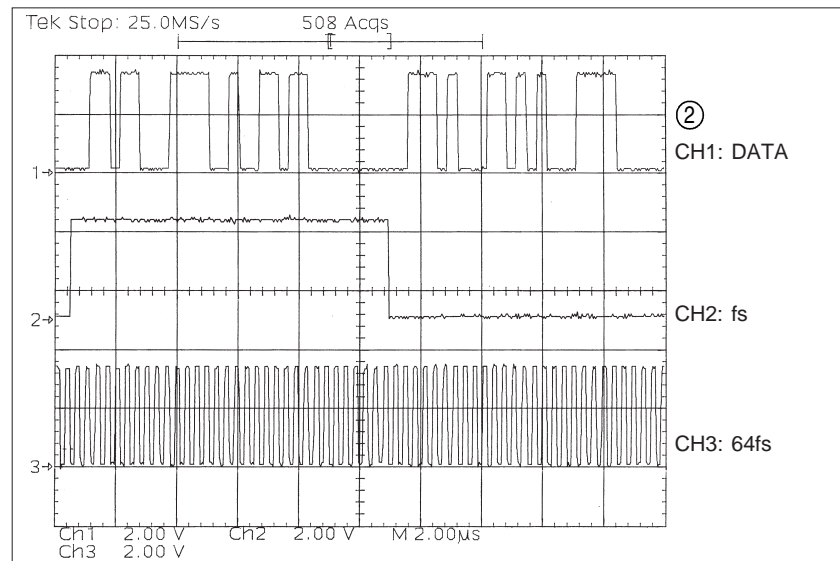 Tek Stop: 25.0MS/s 508 Acqs
②
CH1: DATA
1→
CH2: fs
2→
CH3: 64fs
3→
Ch1 2.00 V Ch2 2.00 V M 2.00µs
Ch3 2.00 V